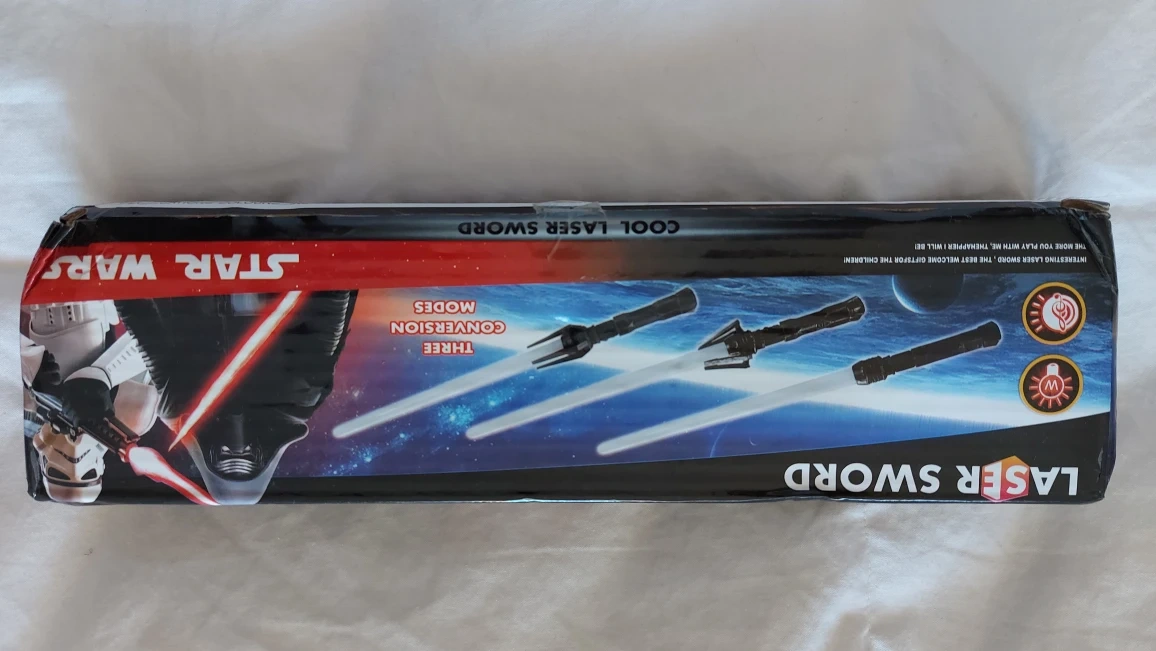 LASER SWORD
THREE
CONVERSION
MODES
STAR WARS
INTERESTING LASER SWORD , THE BEST WELCOME GIFTSFOR THE CHILDREN!
THE MORE YOU PLAY WITH ME, THEHAPPIER I WILL BE!
COOL LASER SWORD